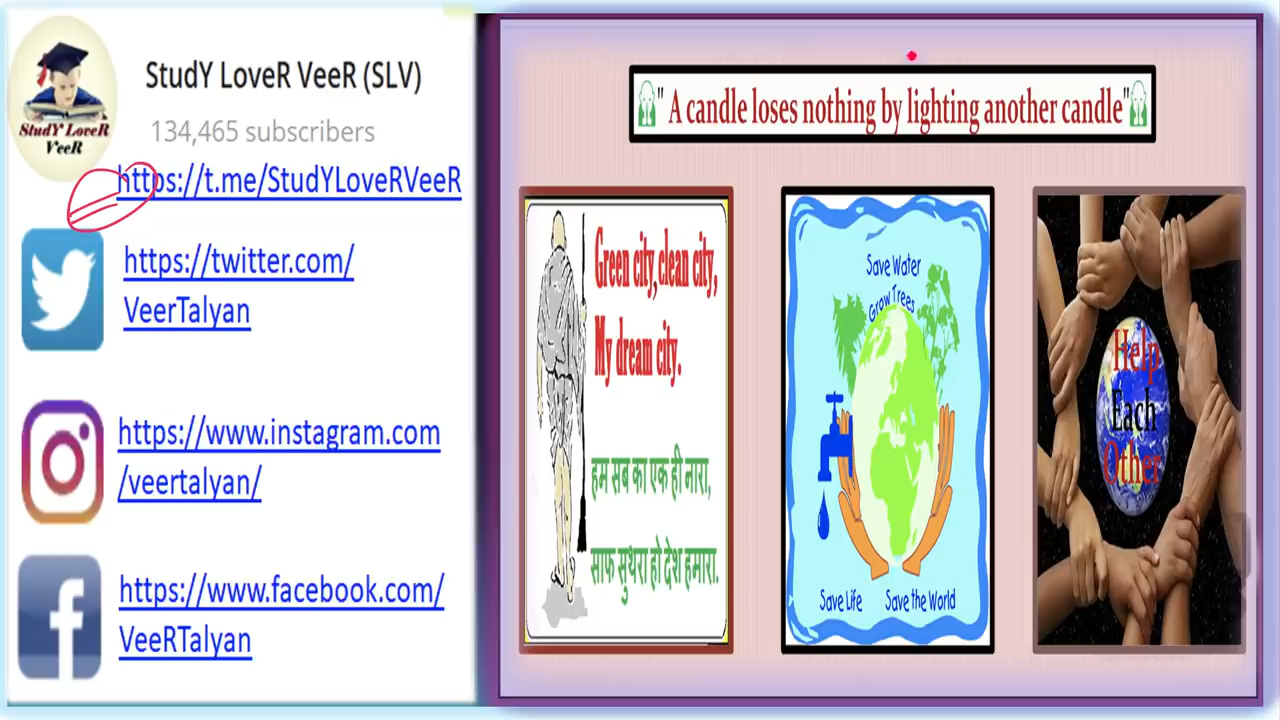 StudY LoveR VeeR (SLV)
134,465 subscribers
StudY LoveR
VeeR
https://t.me/StudYLoveRVeeR
https://twitter.com/
VeerTalyan
https://www.instagram.com
/veertalyan/
https://www.facebook.com/
VeeRTalyan
" A candle loses nothing by lighting another candle"
Green city,clean city,
My dream city.
हम सब का एक ही नारा,
साफ सुथरा हो देश हमारा.
Save Water
Grow Trees
Save Life Save the World
Help
Each
Other